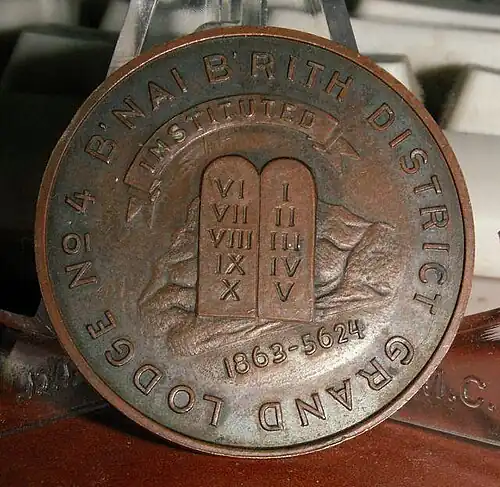 B'NAI B'RITH DISTRICT GRAND LODGE Nº 4
INSTITUTED
VI I
VII II
VIII III
IX IV
X V
1863-5624